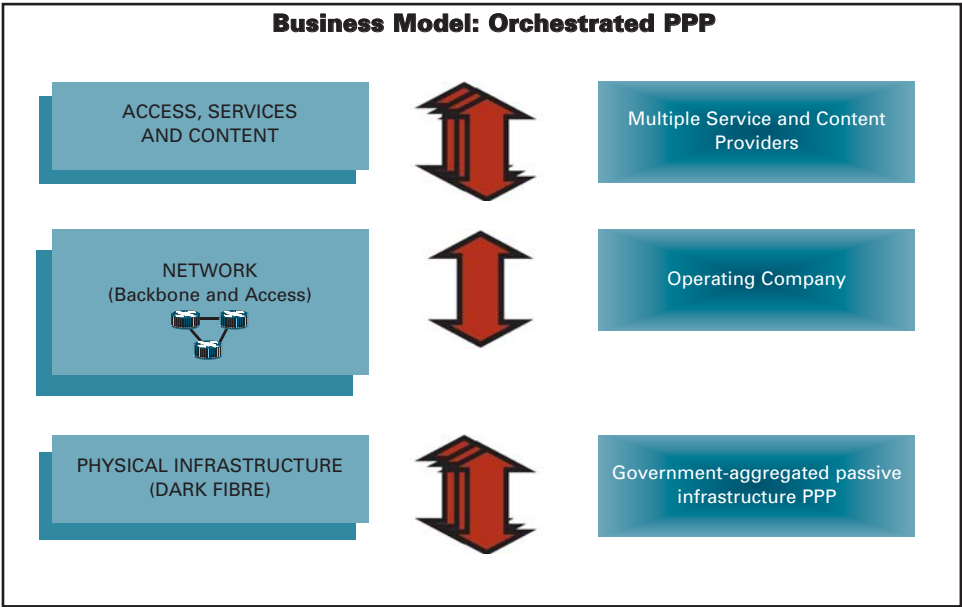 Business Model: Orchestrated PPP
ACCESS, SERVICES
AND CONTENT
Multiple Service and Content
Providers
NETWORK
(Backbone and Access)
Operating Company
PHYSICAL INFRASTRUCTURE
(DARK FIBRE)
Government-aggregated passive
infrastructure PPP